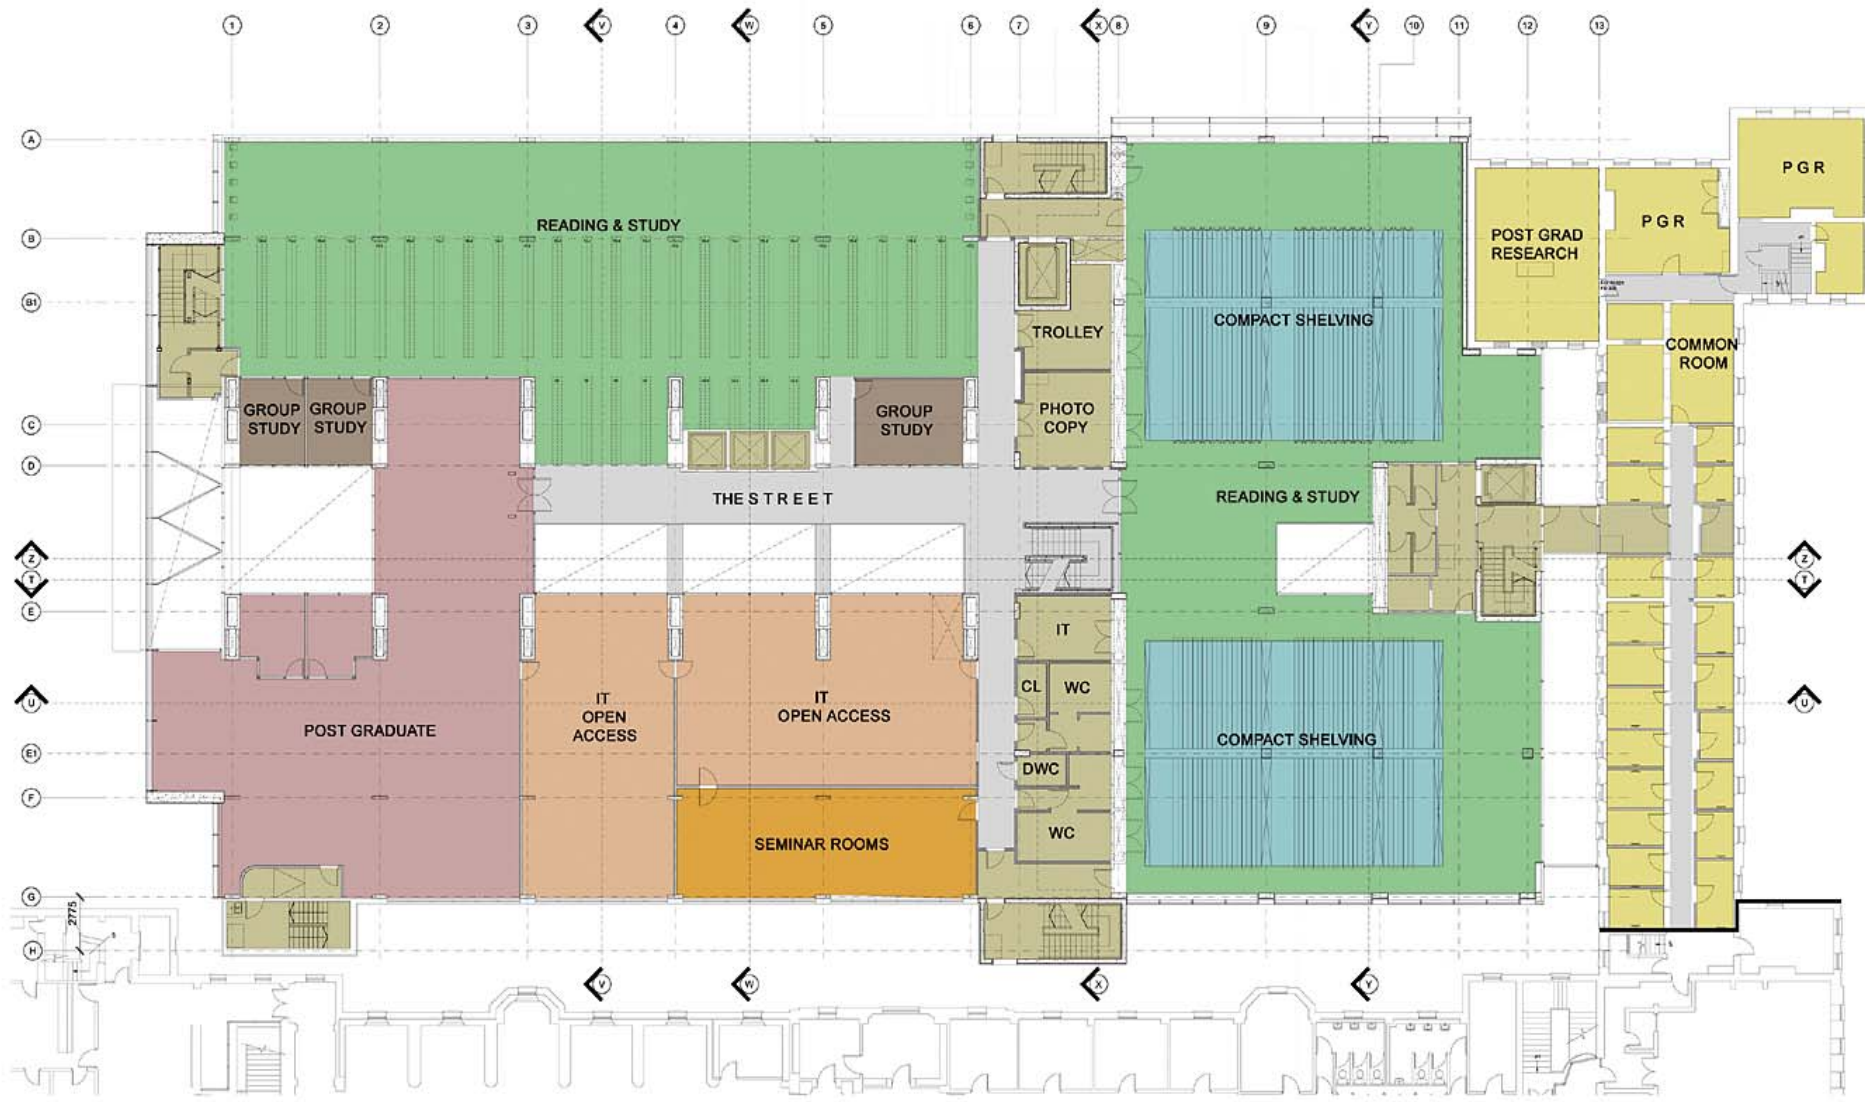 1 2 3 V 4 W 5 6 7 X 8 9 Y 10 11 12 13
A
B
B1
C
D
Z
T
E
U
E1
F
G
H
2775
READING & STUDY
GROUP
STUDY
GROUP
STUDY
GROUP
STUDY
THE STREET
POST GRADUATE
IT
OPEN
ACCESS
IT
OPEN ACCESS
SEMINAR ROOMS
TROLLEY
PHOTO
COPY
IT
CL
WC
DWC
WC
COMPACT SHELVING
READING & STUDY
COMPACT SHELVING
POST GRAD
RESEARCH
P G R
P G R
COMMON
ROOM
Z
T
U
V W X Y